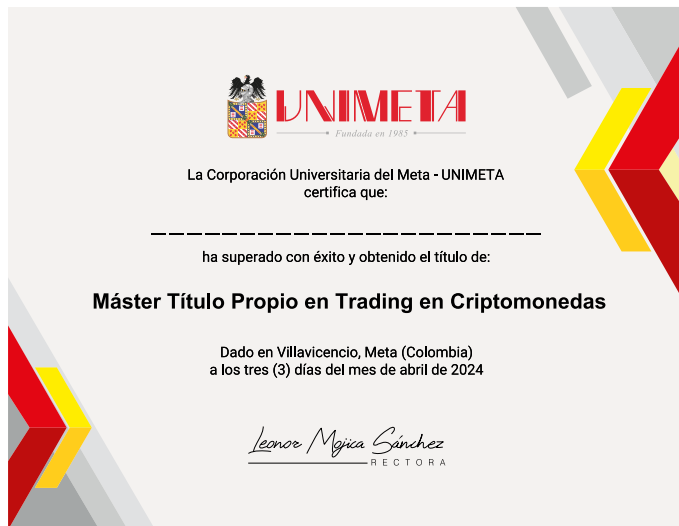 UNIMETA
Fundada en 1985
La Corporación Universitaria del Meta - UNIMETA
certifica que:
ha superado con éxito y obtenido el título de:
Máster Título Propio en Trading en Criptomonedas
Dado en Villavicencio, Meta (Colombia)
a los tres (3) días del mes de abril de 2024
Leonor Mojica Sánchez
RECTORA